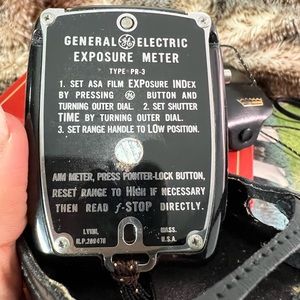 GENERAL GE ELECTRIC
EXPOSURE METER
TYPE PR-3
1. SET ASA FILM EXPOSURE INDEX
BY PRESSING GE BUTTON AND
TURNING OUTER DIAL. 2. SET SHUTTER
TIME BY TURNING OUTER DIAL.
3. SET RANGE HANDLE TO LOW POSITION.
AIM METER, PRESS POINTER-LOCK BUTTON,
RESET RANGE TO HIGH IF NECESSARY
THEN READ f-STOP DIRECTLY.
LYNN, MASS.
U.S.A.